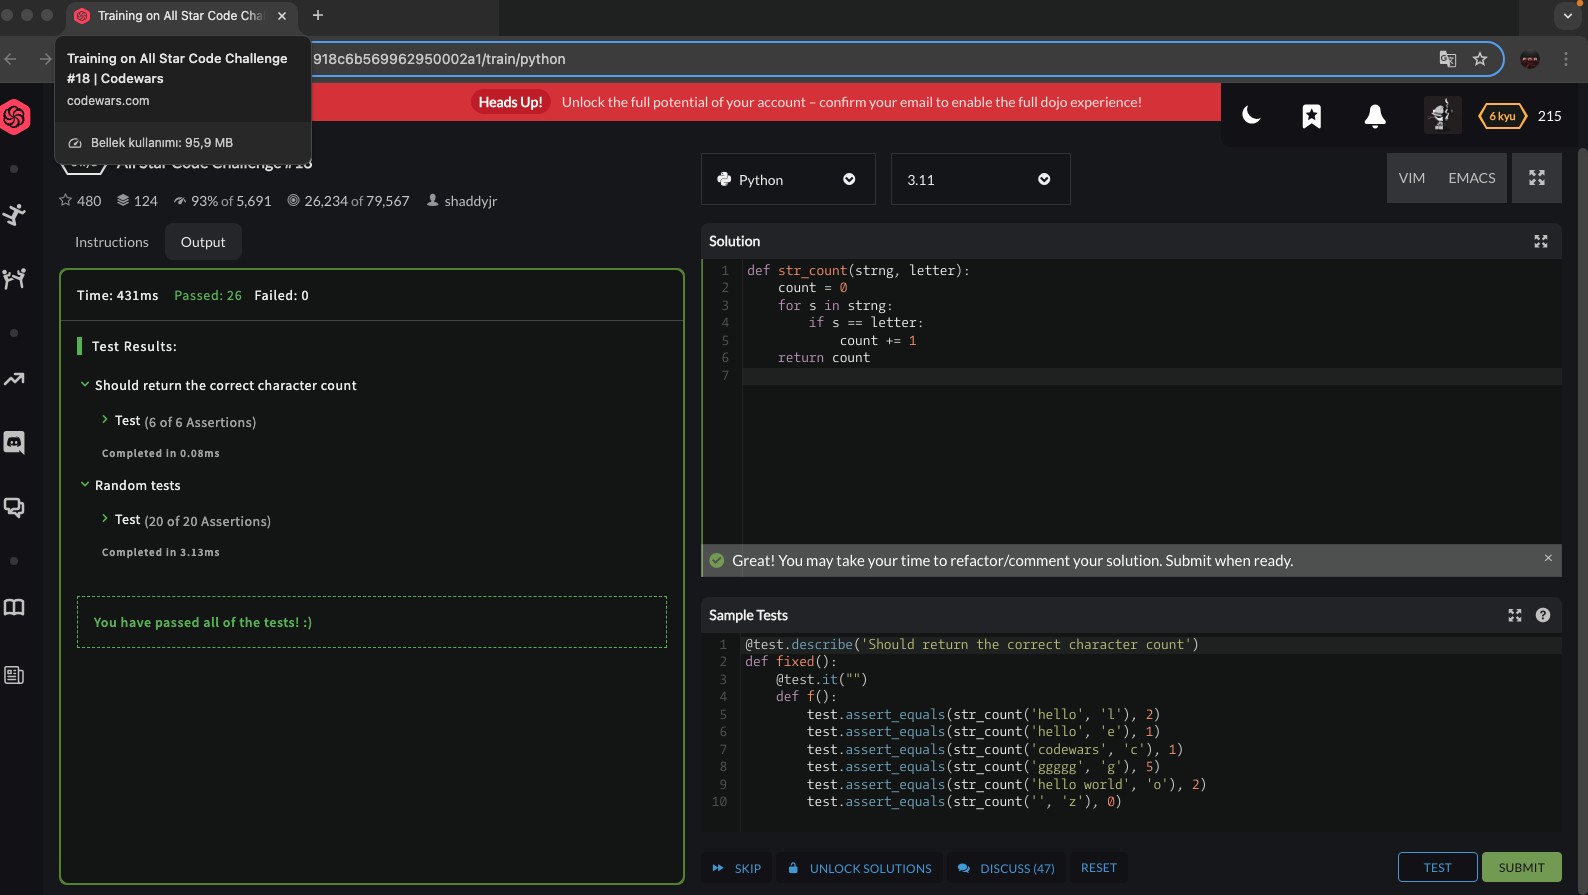 Training on All Star Code Cha
Training on All Star Code Challenge
#18 | Codewars
codewars.com
Bellek kullanımı: 95,9 MB
918c6b569962950002a1/train/python
Heads Up! Unlock the full potential of your account – confirm your email to enable the full dojo experience!
6 kyu 215
All Star Code Challenge #18
480 124 93% of 5,691 26,234 of 79,567 shaddyjr
Instructions Output
Time: 431ms Passed: 26 Failed: 0
Test Results:
Should return the correct character count
Test (6 of 6 Assertions)
Completed in 0.08ms
Random tests
Test (20 of 20 Assertions)
Completed in 3.13ms
You have passed all of the tests! :)
Python 3.11 VIM EMACS
Solution
1 def str_count(strng, letter):
2 count = 0
3 for s in strng:
4 if s == letter:
5 count += 1
6 return count
7
Great! You may take your time to refactor/comment your solution. Submit when ready. ×
Sample Tests
1 @test.describe('Should return the correct character count')
2 def fixed():
3 @test.it("")
4 def f():
5 test.assert_equals(str_count('hello', 'l'), 2)
6 test.assert_equals(str_count('hello', 'e'), 1)
7 test.assert_equals(str_count('codewars', 'c'), 1)
8 test.assert_equals(str_count('ggggg', 'g'), 5)
9 test.assert_equals(str_count('hello world', 'o'), 2)
10 test.assert_equals(str_count('', 'z'), 0)
SKIP UNLOCK SOLUTIONS DISCUSS (47) RESET TEST SUBMIT